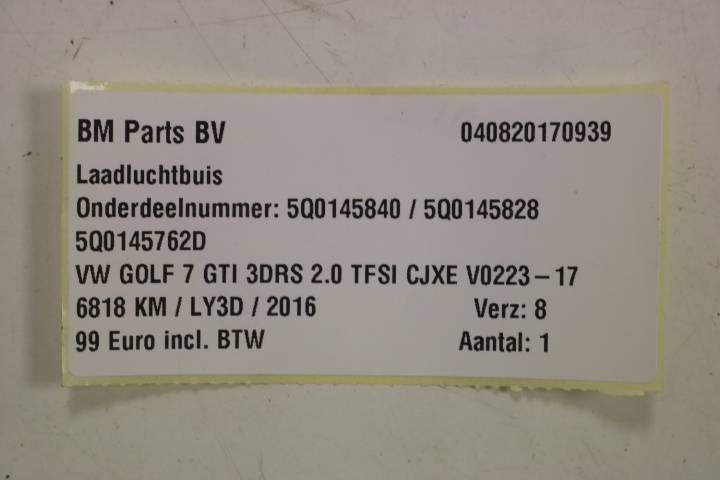 BM Parts BV 040820170939
Laadluchtbuis
Onderdeelnummer: 5Q0145840 / 5Q0145828
5Q0145762D
VW GOLF 7 GTI 3DRS 2.0 TFSI CJXE V0223-17
6818 KM / LY3D / 2016 Verz: 8
99 Euro incl. BTW Aantal: 1